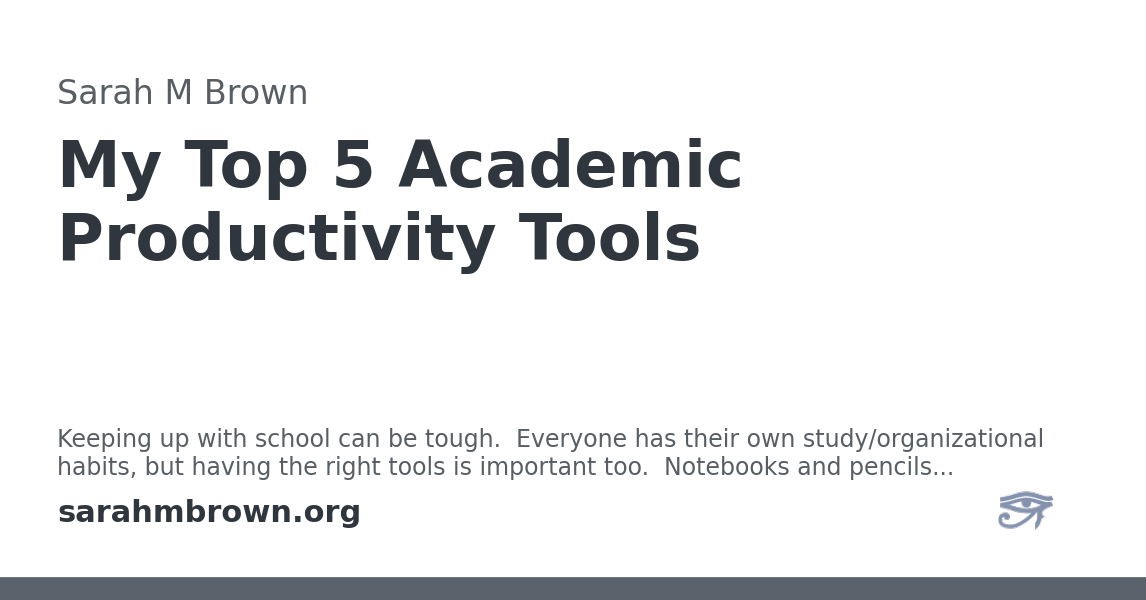 Sarah M Brown
My Top 5 Academic
Productivity Tools
Keeping up with school can be tough.  Everyone has their own study/organizational
habits, but having the right tools is important too.  Notebooks and pencils...
sarahmbrown.org